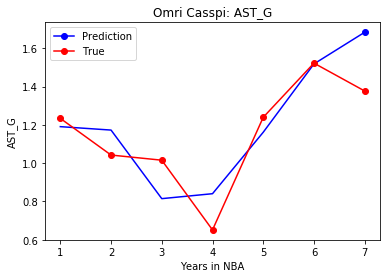 Omri Casspi: AST_G
Prediction
True
AST_G
1.6
1.4
1.2
1.0
0.8
0.6
1 2 3 4 5 6 7
Years in NBA